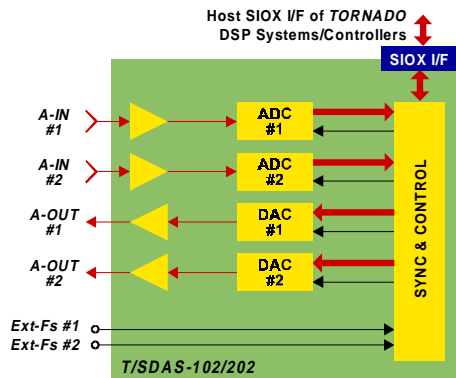 Host SIOX I/F of TORNADO
DSP Systems/Controllers
SIOX I/F
A-IN
#1
ADC
#1
A-IN
#2
ADC
#2
A-OUT
#1
DAC
#1
A-OUT
#2
DAC
#2
SYNC & CONTROL
Ext-Fs #1
Ext-Fs #2
T/SDAS-102/202